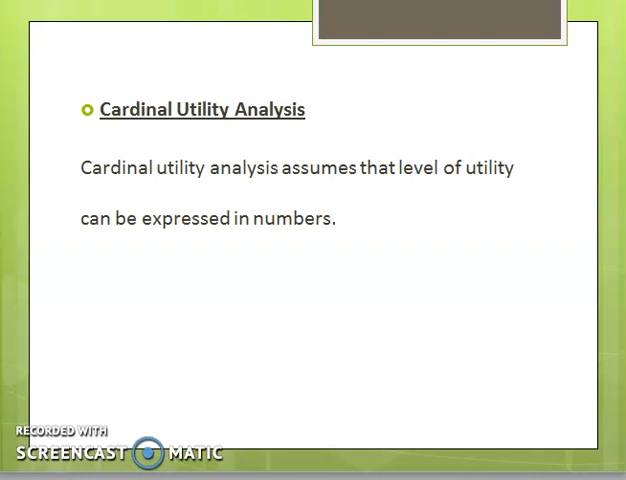 Cardinal Utility Analysis
Cardinal utility analysis assumes that level of utility
can be expressed in numbers.
RECORDED WITH
SCREENCAST MATIC